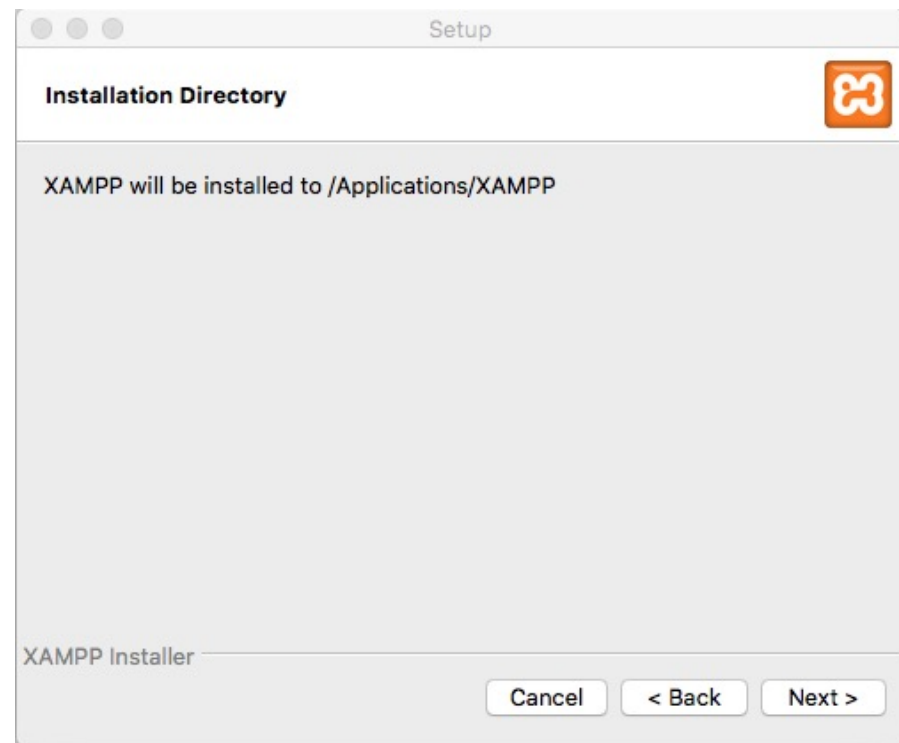 Setup
Installation Directory
XAMPP will be installed to /Applications/XAMPP
XAMPP Installer
Cancel
< Back
Next >